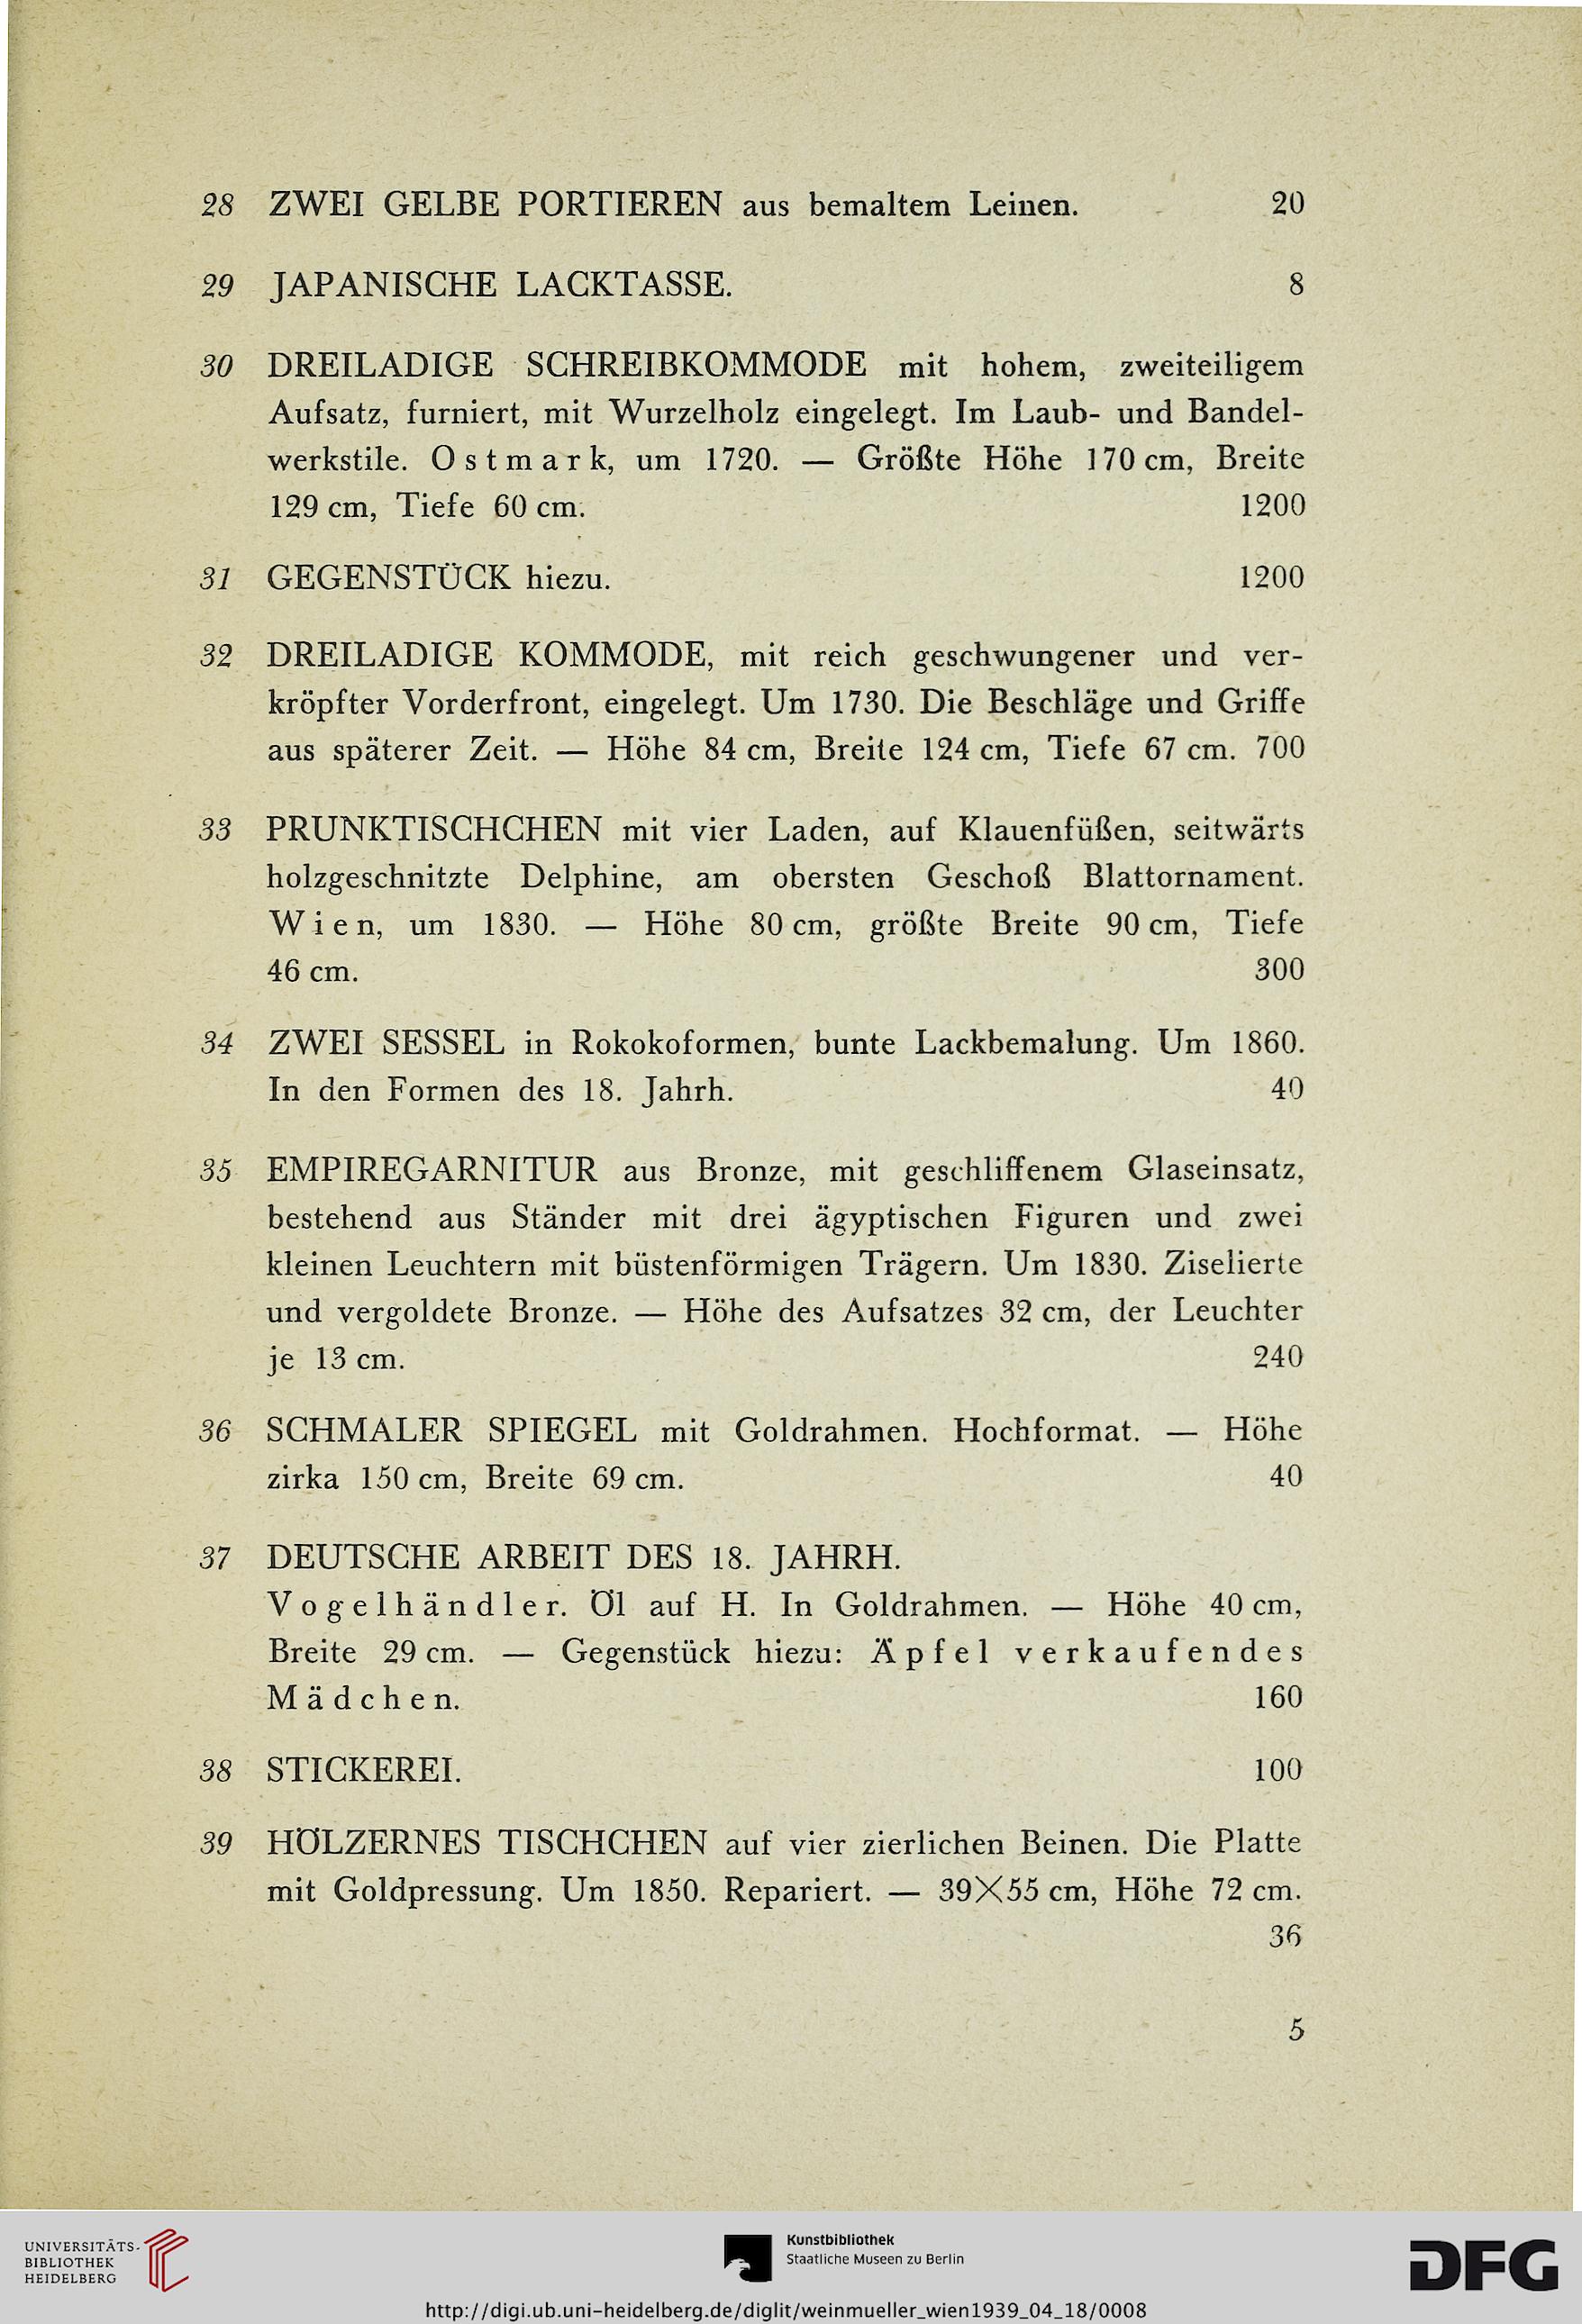 28 ZWEI GELBE PORTIEREN aus bemaltem Leinen. 20
29 JAPANISCHE LACKTASSE. 8
30 DREILADIGE SCHREIBKOMMODE mit hohem, zweiteiligem
Aufsatz, furniert, mit Wurzelholz eingelegt. Im Laub- und Bandel-
werkstile. Ostmark, um 1720. — Größte Höhe 170 cm, Breite
129 cm, Tiefe 60 cm. 1200
31 GEGENSTÜCK hiezu. 1200
32 DREILADIGE KOMMODE, mit reich geschwungener und ver-
kröpfter Vorderfront, eingelegt. Um 1730. Die Beschläge und Griffe
aus späterer Zeit. — Höhe 84 cm, Breite 124 cm, Tiefe 67 cm. 700
33 PRUNKTISCHCHEN mit vier Laden, auf Klauenfüßen, seitwärts
holzgeschnitzte Delphine, am obersten Geschoß Blattornament.
Wien, um 1830. — Höhe 80 cm, größte Breite 90 cm, Tiefe
46 cm. 300
34 ZWEI SESSEL in Rokokoformen, bunte Lackbemalung. Um 1860.
In den Formen des 18. Jahrh. 40
35 EMPIREGARNITUR aus Bronze, mit geschliffenem Glaseinsatz,
bestehend aus Ständer mit drei ägyptischen Figuren und zwei
kleinen Leuchtern mit büstenförmigen Trägern. Um 1830. Ziselierte
und vergoldete Bronze. — Höhe des Aufsatzes 32 cm, der Leuchter
je 13 cm. 240
36 SCHMALER SPIEGEL mit Goldrahmen. Hochformat. — Höhe
zirka 150 cm, Breite 69 cm. 40
37 DEUTSCHE ARBEIT DES 18. JAHRH.
Vogelhändler. Öl auf H. In Goldrahmen. — Höhe 40 cm,
Breite 29 cm. — Gegenstück hiezu: Äpfel verkaufendes
Mädchen. 160
38 STICKEREI. 100
39 HÖLZERNES TISCHCHEN auf vier zierlichen Beinen. Die Platte
mit Goldpressung. Um 1850. Repariert. — 39×55 cm, Höhe 72 cm.
36
5
UNIVERSITÄTS-
BIBLIOTHEK
HEIDELBERG
Kunstbibliothek
Staatliche Museen zu Berlin
DFG
http://digi.ub.uni-heidelberg.de/diglit/weinmueller_wien1939_04_18/0008